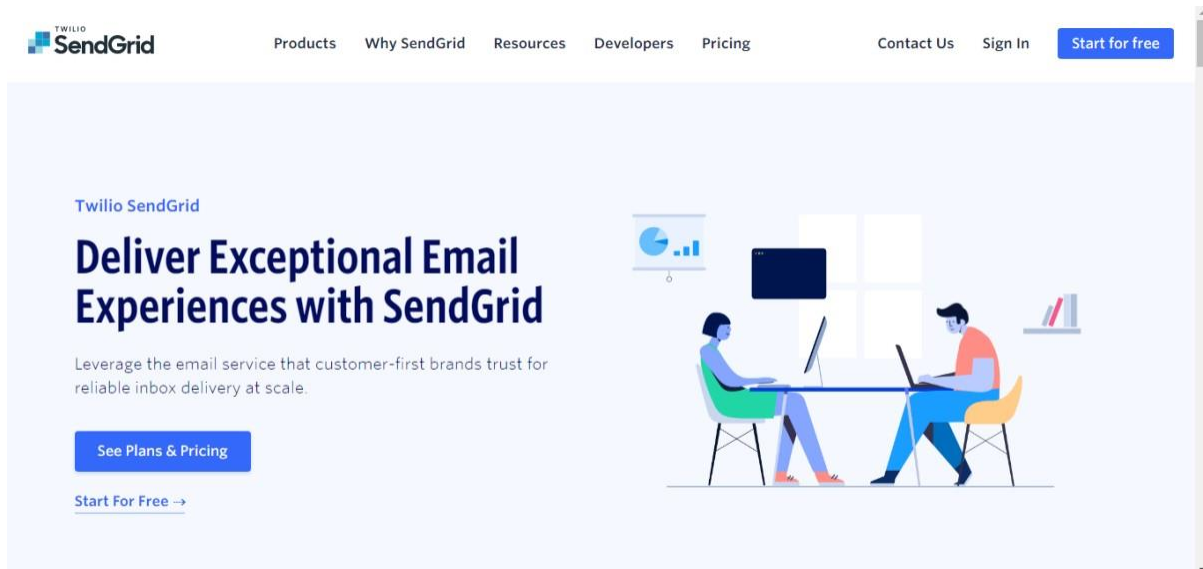 TWILIO
SendGrid
Products Why SendGrid Resources Developers Pricing Contact Us Sign In Start for free
Twilio SendGrid
Deliver Exceptional Email
Experiences with SendGrid
Leverage the email service that customer-first brands trust for
reliable inbox delivery at scale.
See Plans & Pricing
Start For Free →